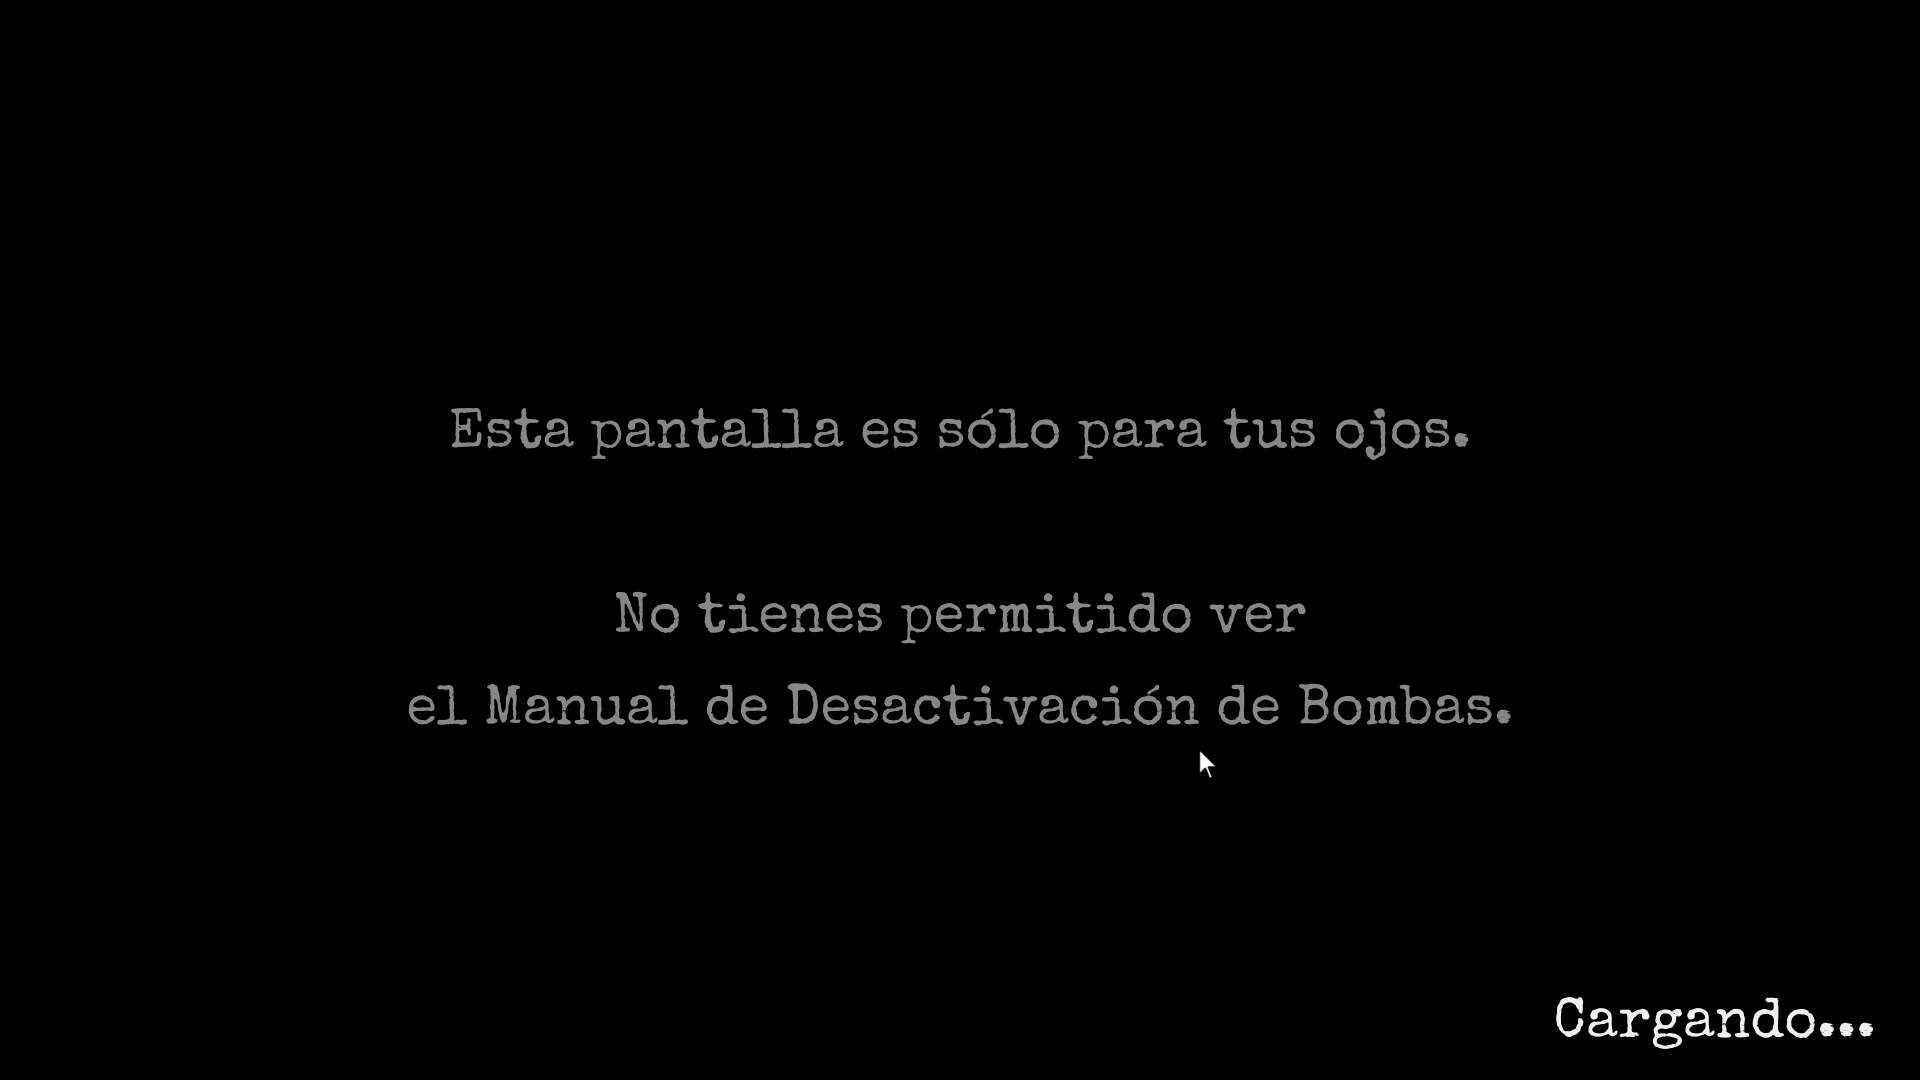 Esta pantalla es sólo para tus ojos.
No tienes permitido ver
el Manual de Desactivación de Bombas.
Cargando...